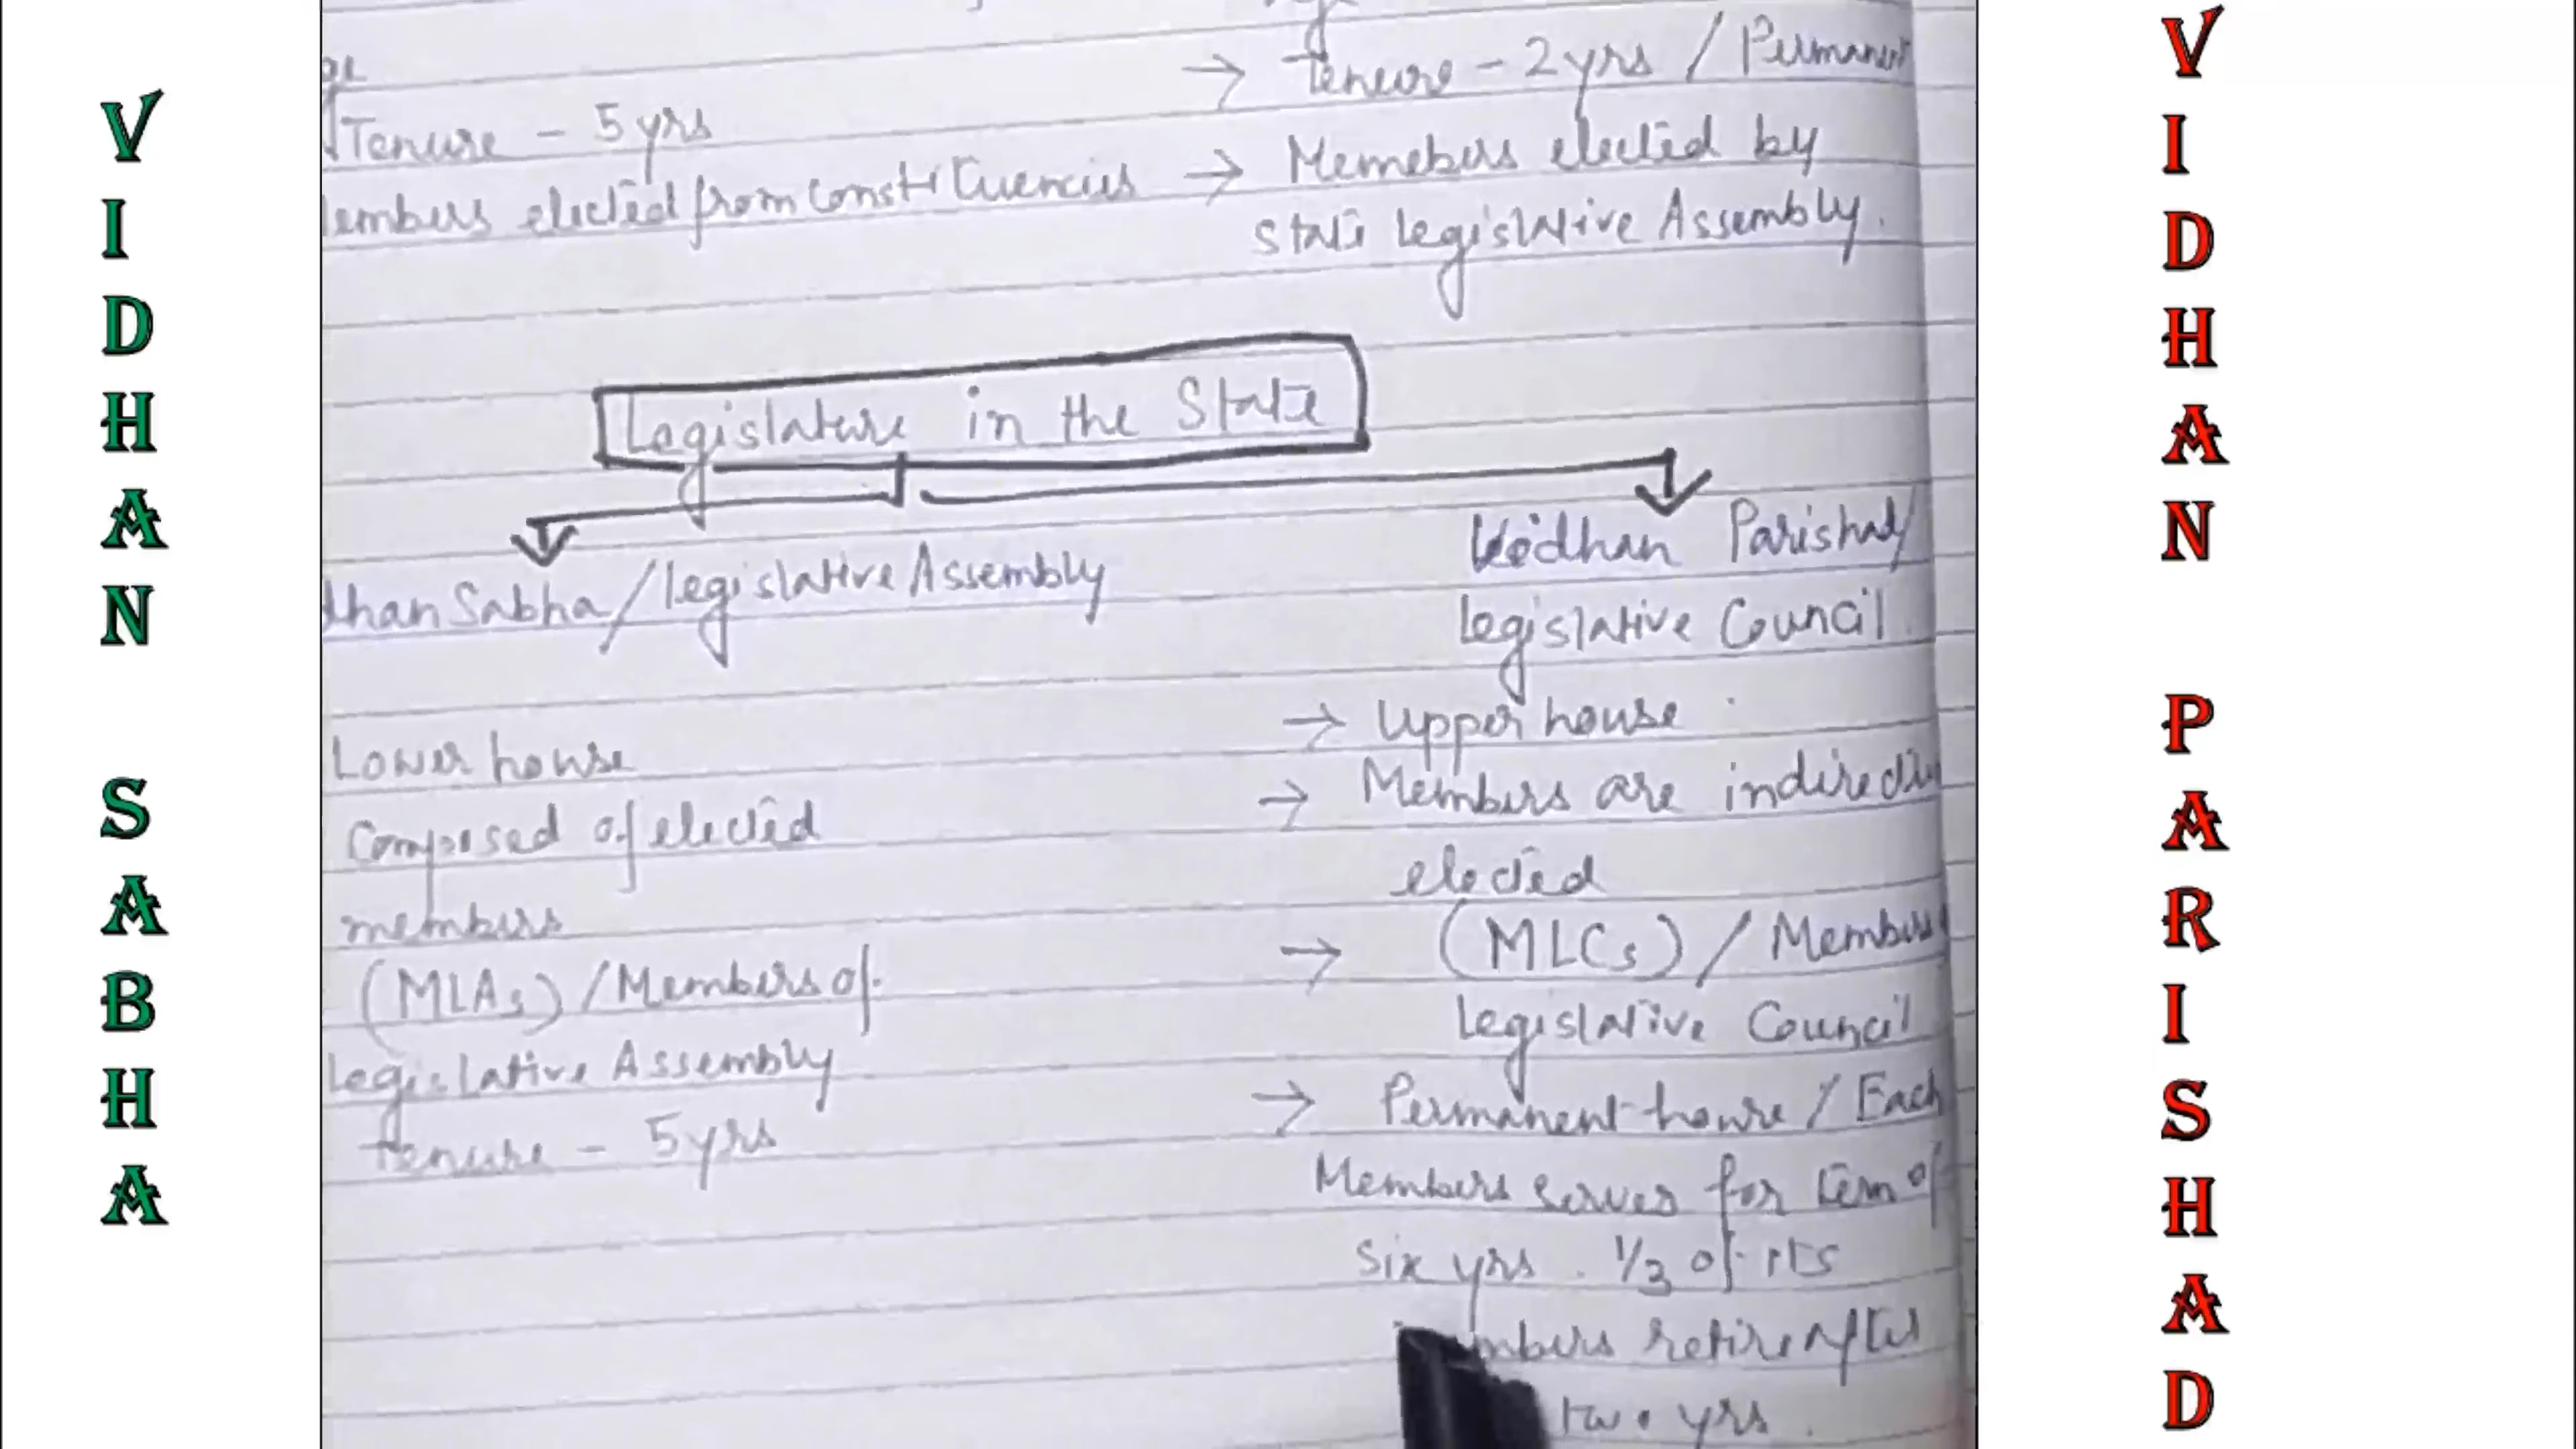 VIDHAN SABHA
Tenure - 5 yrs
embers elected from constituencies
→ Tenure - 2 yrs / Permanent
→ Memebers elected by
State Legislative Assembly.
Legislature in the State
dhan Sabha / Legislative Assembly
Lower house
Composed of elected
members
(MLAs) / Members of
Legislative Assembly
tenure - 5 yrs
Vidhan Parishad /
Legislative Council
→ Upper house
→ Members are indirectly
elected
→ (MLCs) / Members
Legislative Council
→ Permanent house / Each
Members serves for term of
six yrs. 1/3 of its
mbers retire after
two yrs.
VIDHAN PARISHAD